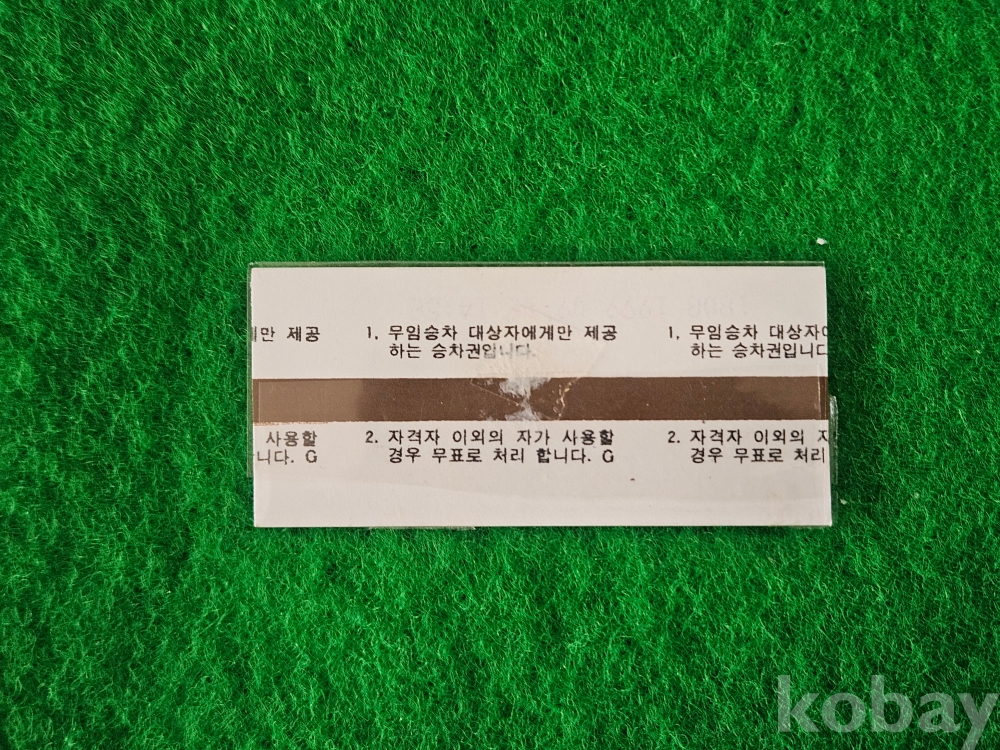 게만 제공
1. 무임승차 대상자에게만 제공
하는 승차권입니다.
1. 무임승차 대상자
하는 승차권입니다
사용할
니다. G
2. 자격자 이외의 자가 사용할
경우 무표로 처리 합니다. G
2. 자격자 이외의
경우 무표로 처리
kobay